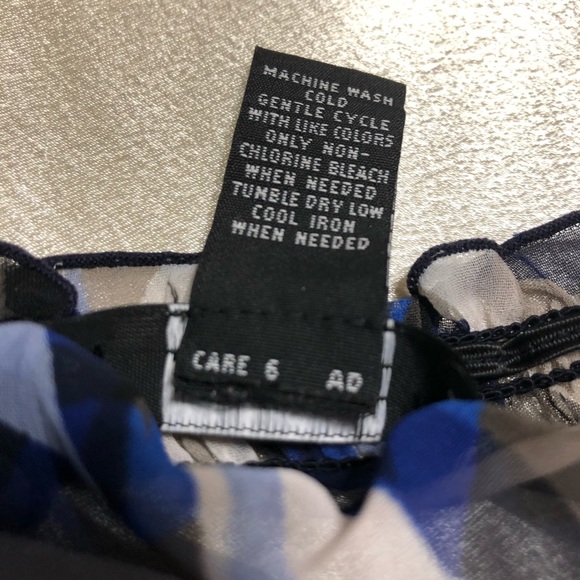 MACHINE WASH
COLD
GENTLE CYCLE
WITH LIKE COLORS
ONLY NON-
CHLORINE BLEACH
WHEN NEEDED
TUMBLE DRY LOW
COOL IRON
WHEN NEEDED
CARE 6 AD